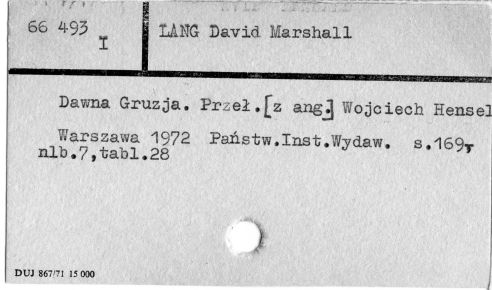 66 493
I
LANG David Marshall
Dawna Gruzja. Przeł.[z ang.] Wojciech Hensel
Warszawa 1972 Państw.Inst.Wydaw. s.169,
nlb.7,tabl.28
DUJ 867/71 15 000